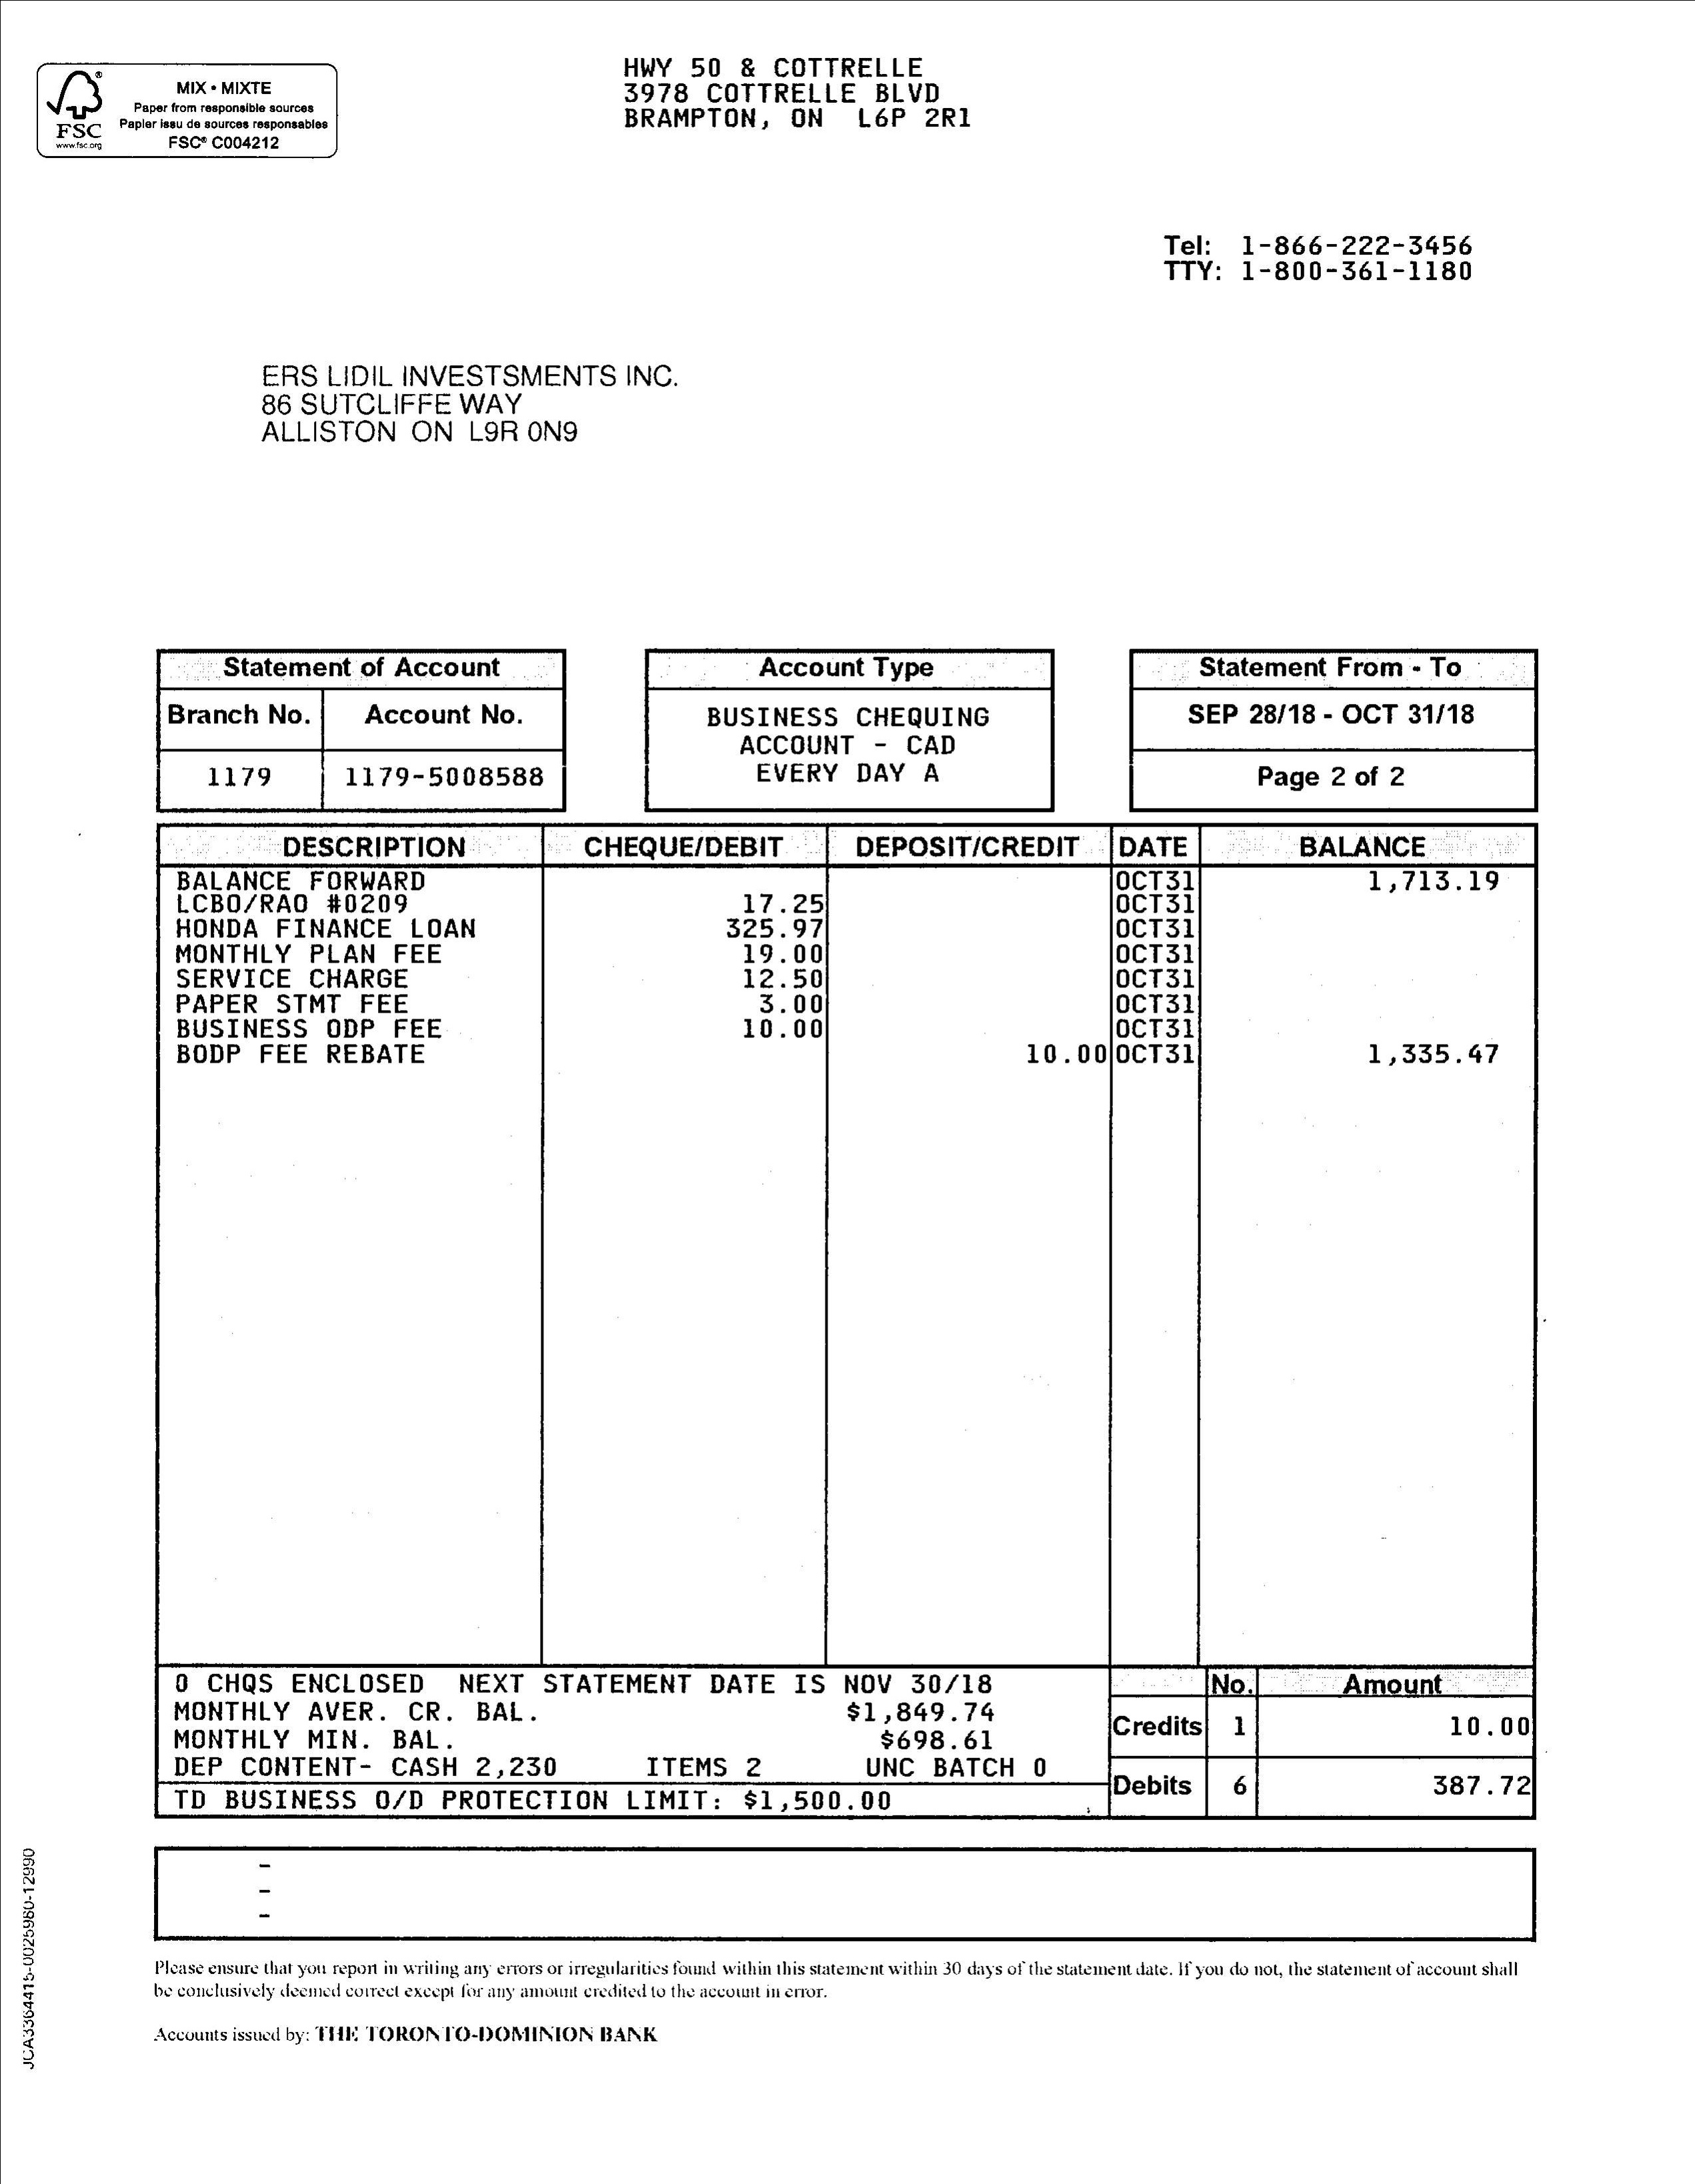 MIX • MIXTE
Paper from responsible sources
Papier issu de sources responsables
FSC® C004212
FSC
www.fsc.org
HWY 50 & COTTRELLE
3978 COTTRELLE BLVD
BRAMPTON, ON L6P 2R1
Tel: 1-866-222-3456
TTY: 1-800-361-1180
ERS LIDIL INVESTSMENTS INC.
86 SUTCLIFFE WAY
ALLISTON ON L9R 0N9
Statement of Account
Branch No. Account No.
1179 1179-5008588
Account Type
BUSINESS CHEQUING
ACCOUNT - CAD
EVERY DAY A
Statement From - To
SEP 28/18 - OCT 31/18
Page 2 of 2
DESCRIPTION CHEQUE/DEBIT DEPOSIT/CREDIT DATE BALANCE
BALANCE FORWARD OCT31 1,713.19
LCBO/RAO #0209 17.25 OCT31
HONDA FINANCE LOAN 325.97 OCT31
MONTHLY PLAN FEE 19.00 OCT31
SERVICE CHARGE 12.50 OCT31
PAPER STMT FEE 3.00 OCT31
BUSINESS ODP FEE 10.00 OCT31
BODP FEE REBATE 10.00 OCT31 1,335.47
0 CHQS ENCLOSED NEXT STATEMENT DATE IS NOV 30/18
MONTHLY AVER. CR. BAL. $1,849.74
MONTHLY MIN. BAL. $698.61
DEP CONTENT- CASH 2,230 ITEMS 2 UNC BATCH 0
TD BUSINESS O/D PROTECTION LIMIT: $1,500.00
No. Amount
Credits 1 10.00
Debits 6 387.72
-
-
-
Please ensure that you report in writing any errors or irregularities found within this statement within 30 days of the statement date. If you do not, the statement of account shall
be conclusively deemed correct except for any amount credited to the account in error.
Accounts issued by: THE TORONTO-DOMINION BANK
JCA3364415-0025980-12990